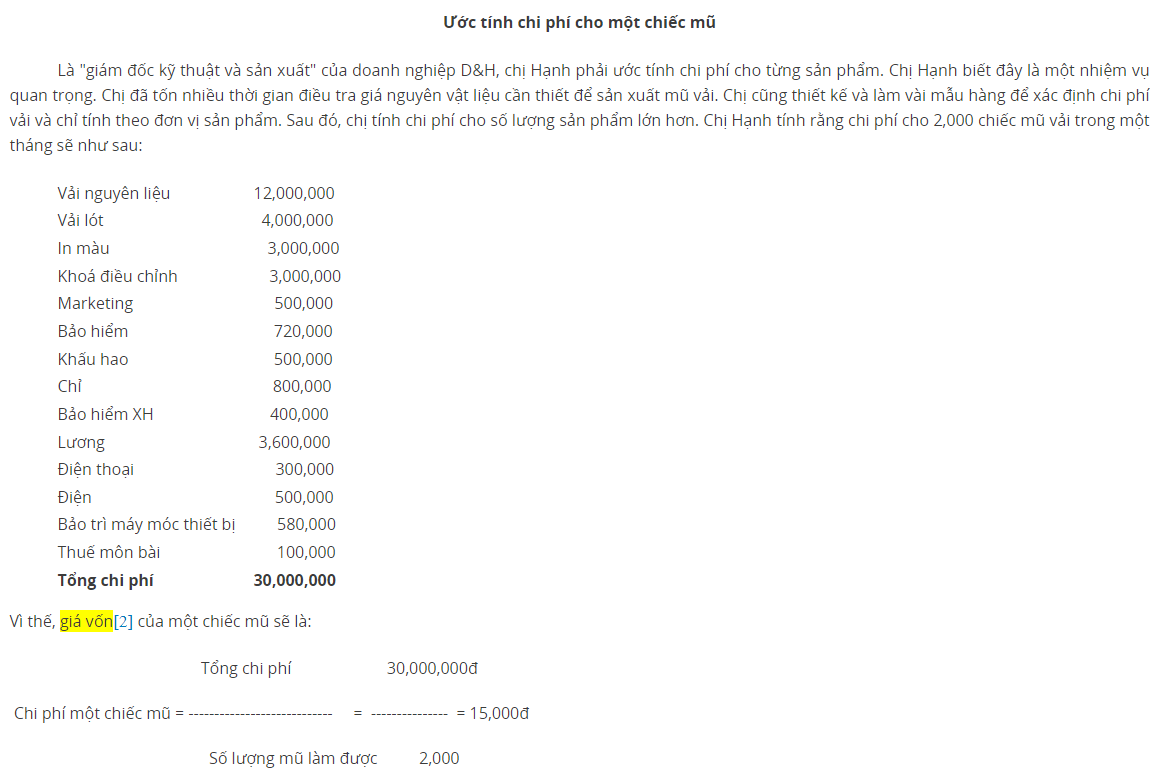 Ước tính chi phí cho một chiếc mũ
Là "giám đốc kỹ thuật và sản xuất" của doanh nghiệp D&H, chị Hạnh phải ước tính chi phí cho từng sản phẩm. Chị Hạnh biết đây là một nhiệm vụ
quan trọng. Chị đã tốn nhiều thời gian điều tra giá nguyên vật liệu cần thiết để sản xuất mũ vải. Chị cũng thiết kế và làm vài mẫu hàng để xác định chi phí
vải và chỉ tính theo đơn vị sản phẩm. Sau đó, chị tính chi phí cho số lượng sản phẩm lớn hơn. Chị Hạnh tính rằng chi phí cho 2,000 chiếc mũ vải trong một
tháng sẽ như sau:
Vải nguyên liệu 12,000,000
Vải lót 4,000,000
In màu 3,000,000
Khoá điều chỉnh 3,000,000
Marketing 500,000
Bảo hiểm 720,000
Khấu hao 500,000
Chỉ 800,000
Bảo hiểm XH 400,000
Lương 3,600,000
Điện thoại 300,000
Điện 500,000
Bảo trì máy móc thiết bị 580,000
Thuế môn bài 100,000
Tổng chi phí 30,000,000
Vì thế, giá vốn[2] của một chiếc mũ sẽ là:
Tổng chi phí 30,000,000đ
Chi phí một chiếc mũ = ---------------------------- = --------------- = 15,000đ
Số lượng mũ làm được 2,000